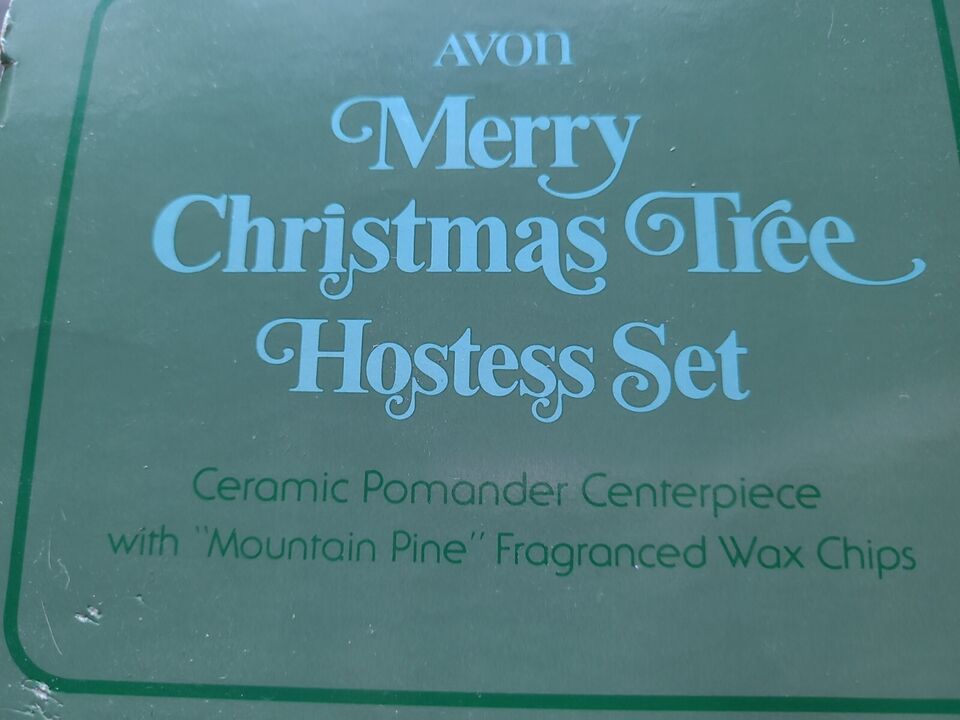 AVON
Merry
Christmas Tree
Hostess Set
Ceramic Pomander Centerpiece
with "Mountain Pine" Fragranced Wax Chips